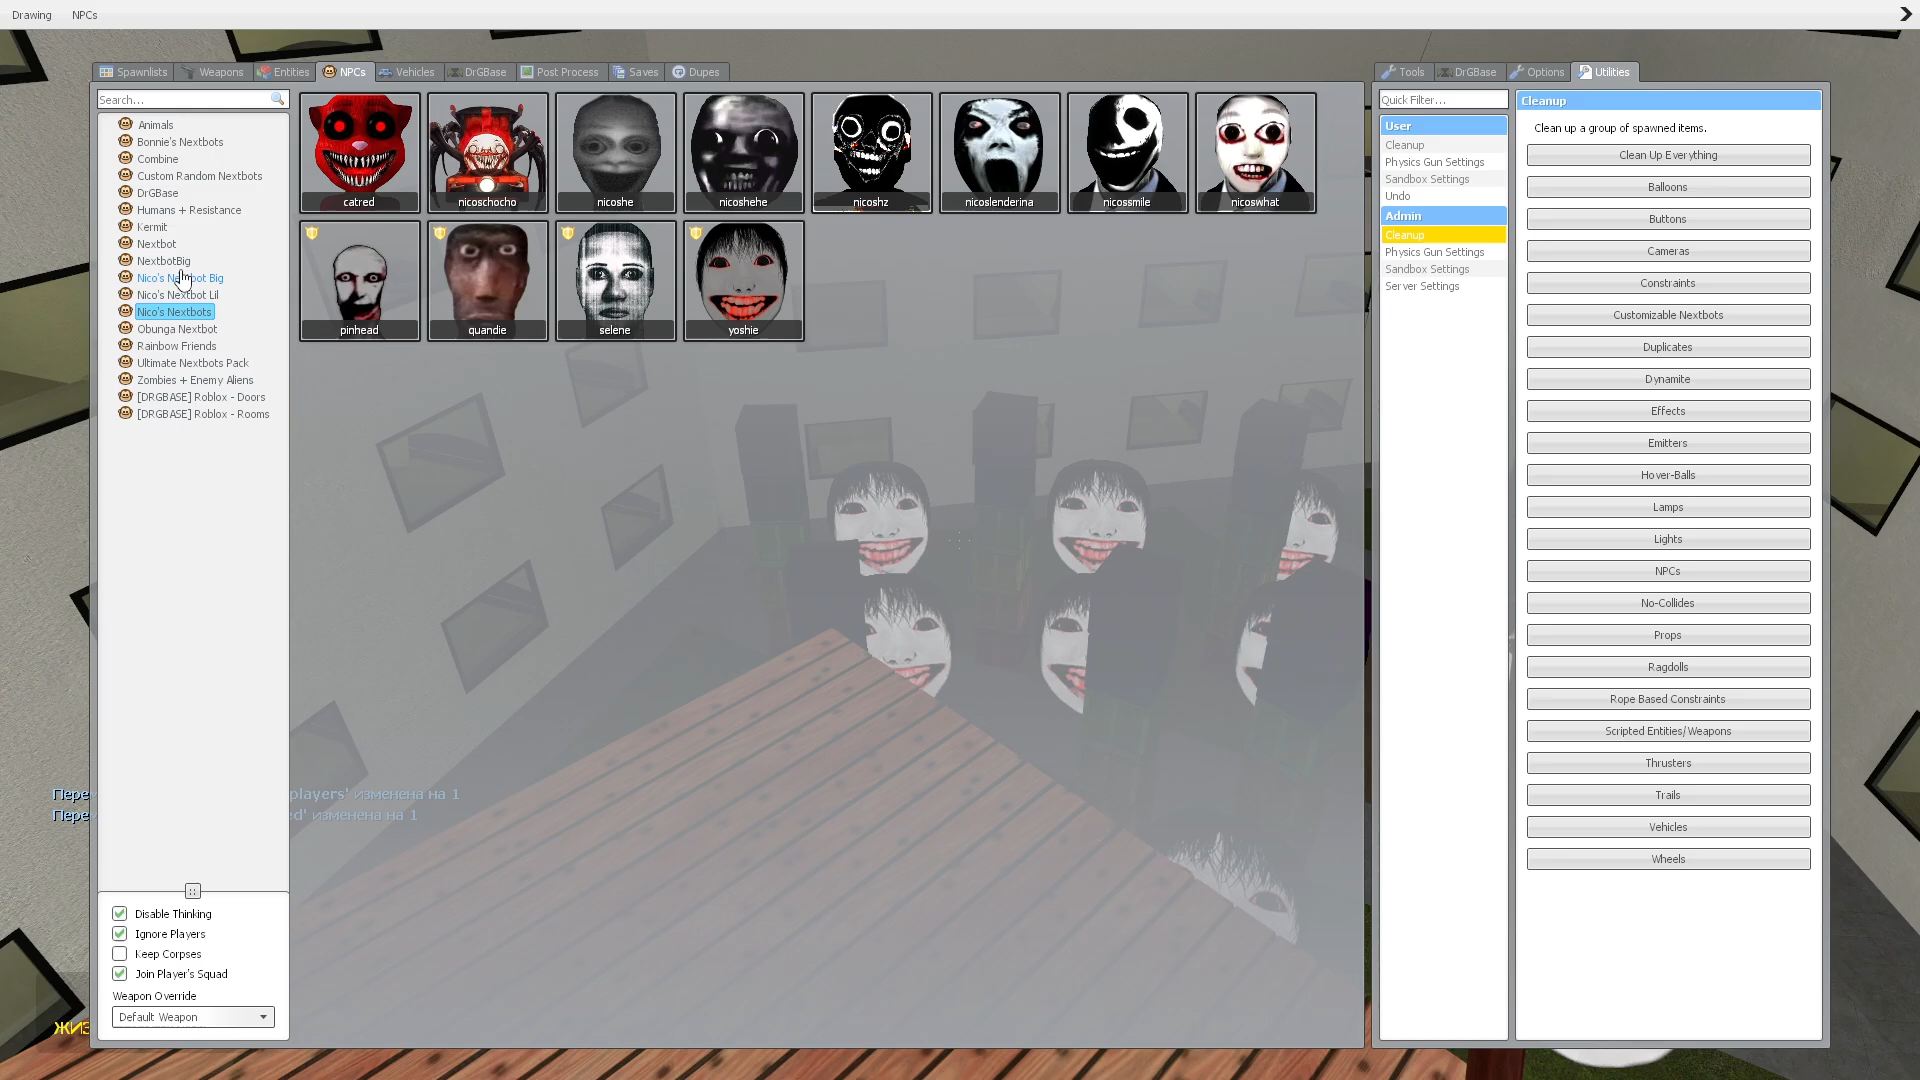 Drawing NPCs
Spawnlists Weapons Entities NPCs Vehicles DrGBase Post Process Saves Dupes
Search...
Animals
Bonnie's Nextbots
Combine
Custom Random Nextbots
DrGBase
Humans + Resistance
Kermit
Nextbot
NextbotBig
Nico's Nextbot Big
Nico's Nextbot Lil
Nico's Nextbots
Obunga Nextbot
Rainbow Friends
Ultimate Nextbots Pack
Zombies + Enemy Aliens
[DRGBASE] Roblox - Doors
[DRGBASE] Roblox - Rooms
Disable Thinking
Ignore Players
Keep Corpses
Join Player's Squad
Weapon Override
Default Weapon
catred nicoschocho nicoshe nicoshehe nicoshz nicoslenderina nicossmile nicoswhat
pinhead quandie selene yoshie
Пере players' изменена на 1
Пере ed' изменена на 1
ЖИЗ
Tools DrGBase Options Utilities
Quick Filter...
User
Cleanup
Physics Gun Settings
Sandbox Settings
Undo
Admin
Cleanup
Physics Gun Settings
Sandbox Settings
Server Settings
Cleanup
Clean up a group of spawned items.
Clean Up Everything
Balloons
Buttons
Cameras
Constraints
Customizable Nextbots
Duplicates
Dynamite
Effects
Emitters
Hover-Balls
Lamps
Lights
NPCs
No-Collides
Props
Ragdolls
Rope Based Constraints
Scripted Entities/Weapons
Thrusters
Trails
Vehicles
Wheels